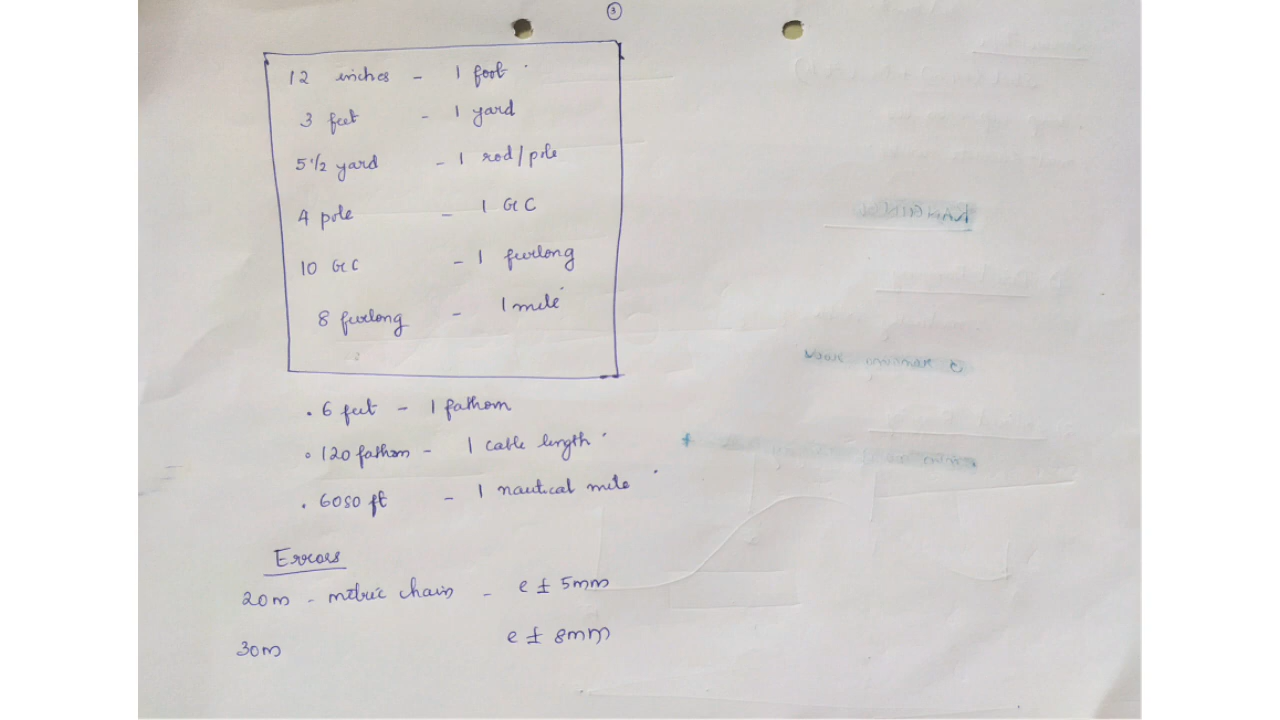 3
12 inches - 1 foot
3 feet - 1 yard
5 1/2 yard - 1 rod/pole
4 pole - 1 GC
10 GC - 1 furlong
8 furlong - 1 mile
. 6 feet - 1 fathom
. 120 fathom - 1 cable length
. 6080 ft - 1 nautical mile
Errors
20m - metric chain - e ± 5mm
30m e ± 8mm